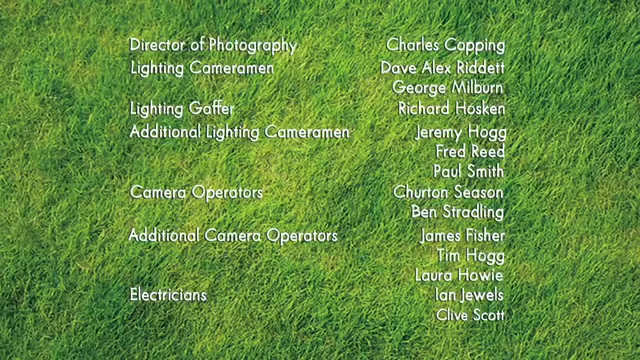 Director of Photography Charles Copping
Lighting Cameramen Dave Alex Riddett
George Milburn
Lighting Gaffer Richard Hosken
Additional Lighting Cameramen Jeremy Hogg
Fred Reed
Paul Smith
Camera Operators Churton Season
Ben Stradling
Additional Camera Operators James Fisher
Tim Hogg
Laura Howie
Electricians Ian Jewels
Clive Scott